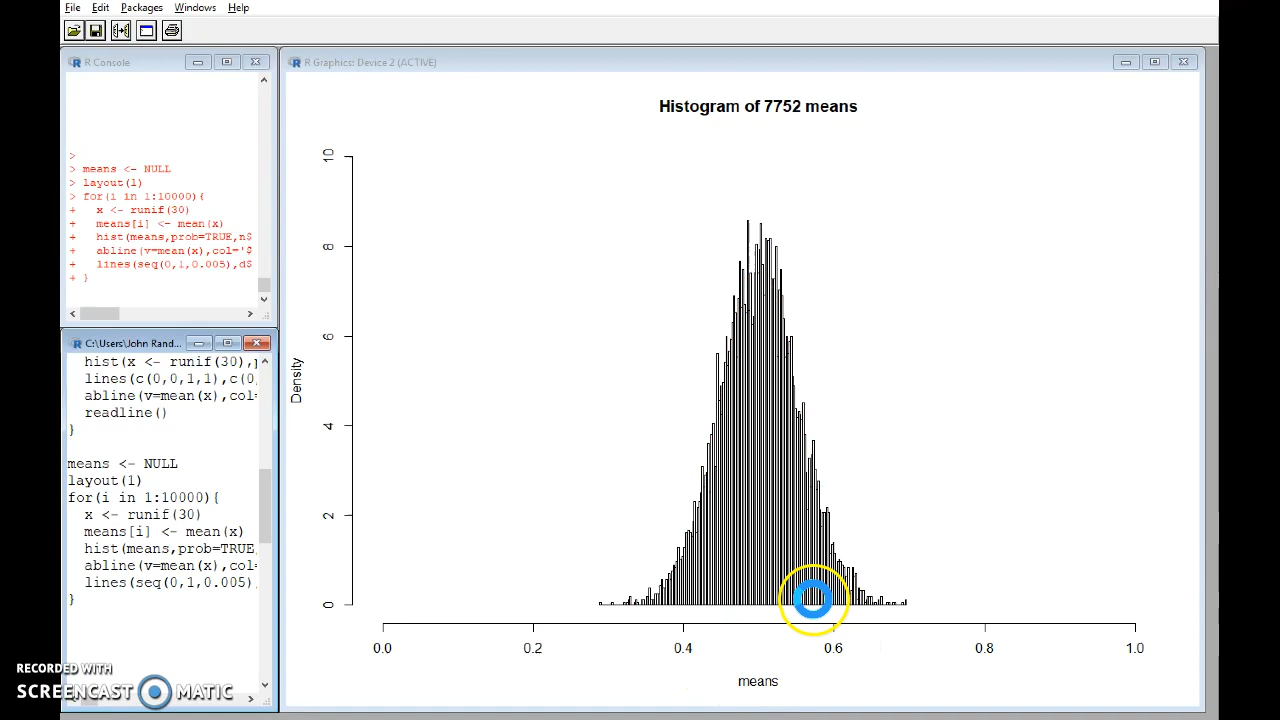 File Edit Packages Windows Help
R Console
>
> means <- NULL
> layout(1)
> for(i in 1:10000){
+ x <- runif(30)
+ means[i] <- mean(x)
+ hist(means,prob=TRUE,n$
+ abline(v=mean(x),col='$
+ lines(seq(0,1,0.005),d$
+ }
C:\Users\John Rand...
hist(x <- runif(30),
lines(c(0,0,1,1),c(0,
abline(v=mean(x),col=
readline()
}
means <- NULL
layout(1)
for(i in 1:10000){
x <- runif(30)
means[i] <- mean(x)
hist(means,prob=TRUE,
abline(v=mean(x),col=
lines(seq(0,1,0.005),
}
R Graphics: Device 2 (ACTIVE)
Histogram of 7752 means
10
8
6
4
2
0
Density
0.0 0.2 0.4 0.6 0.8 1.0
means
RECORDED WITH
SCREENCAST MATIC